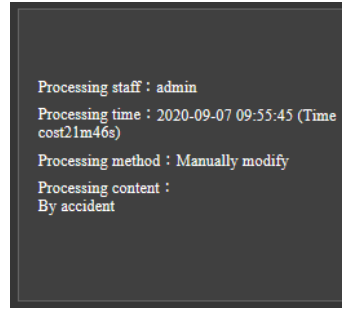 Processing staff：admin
Processing time：2020-09-07 09:55:45 (Time
cost21m46s)
Processing method：Manually modify
Processing content：
By accident